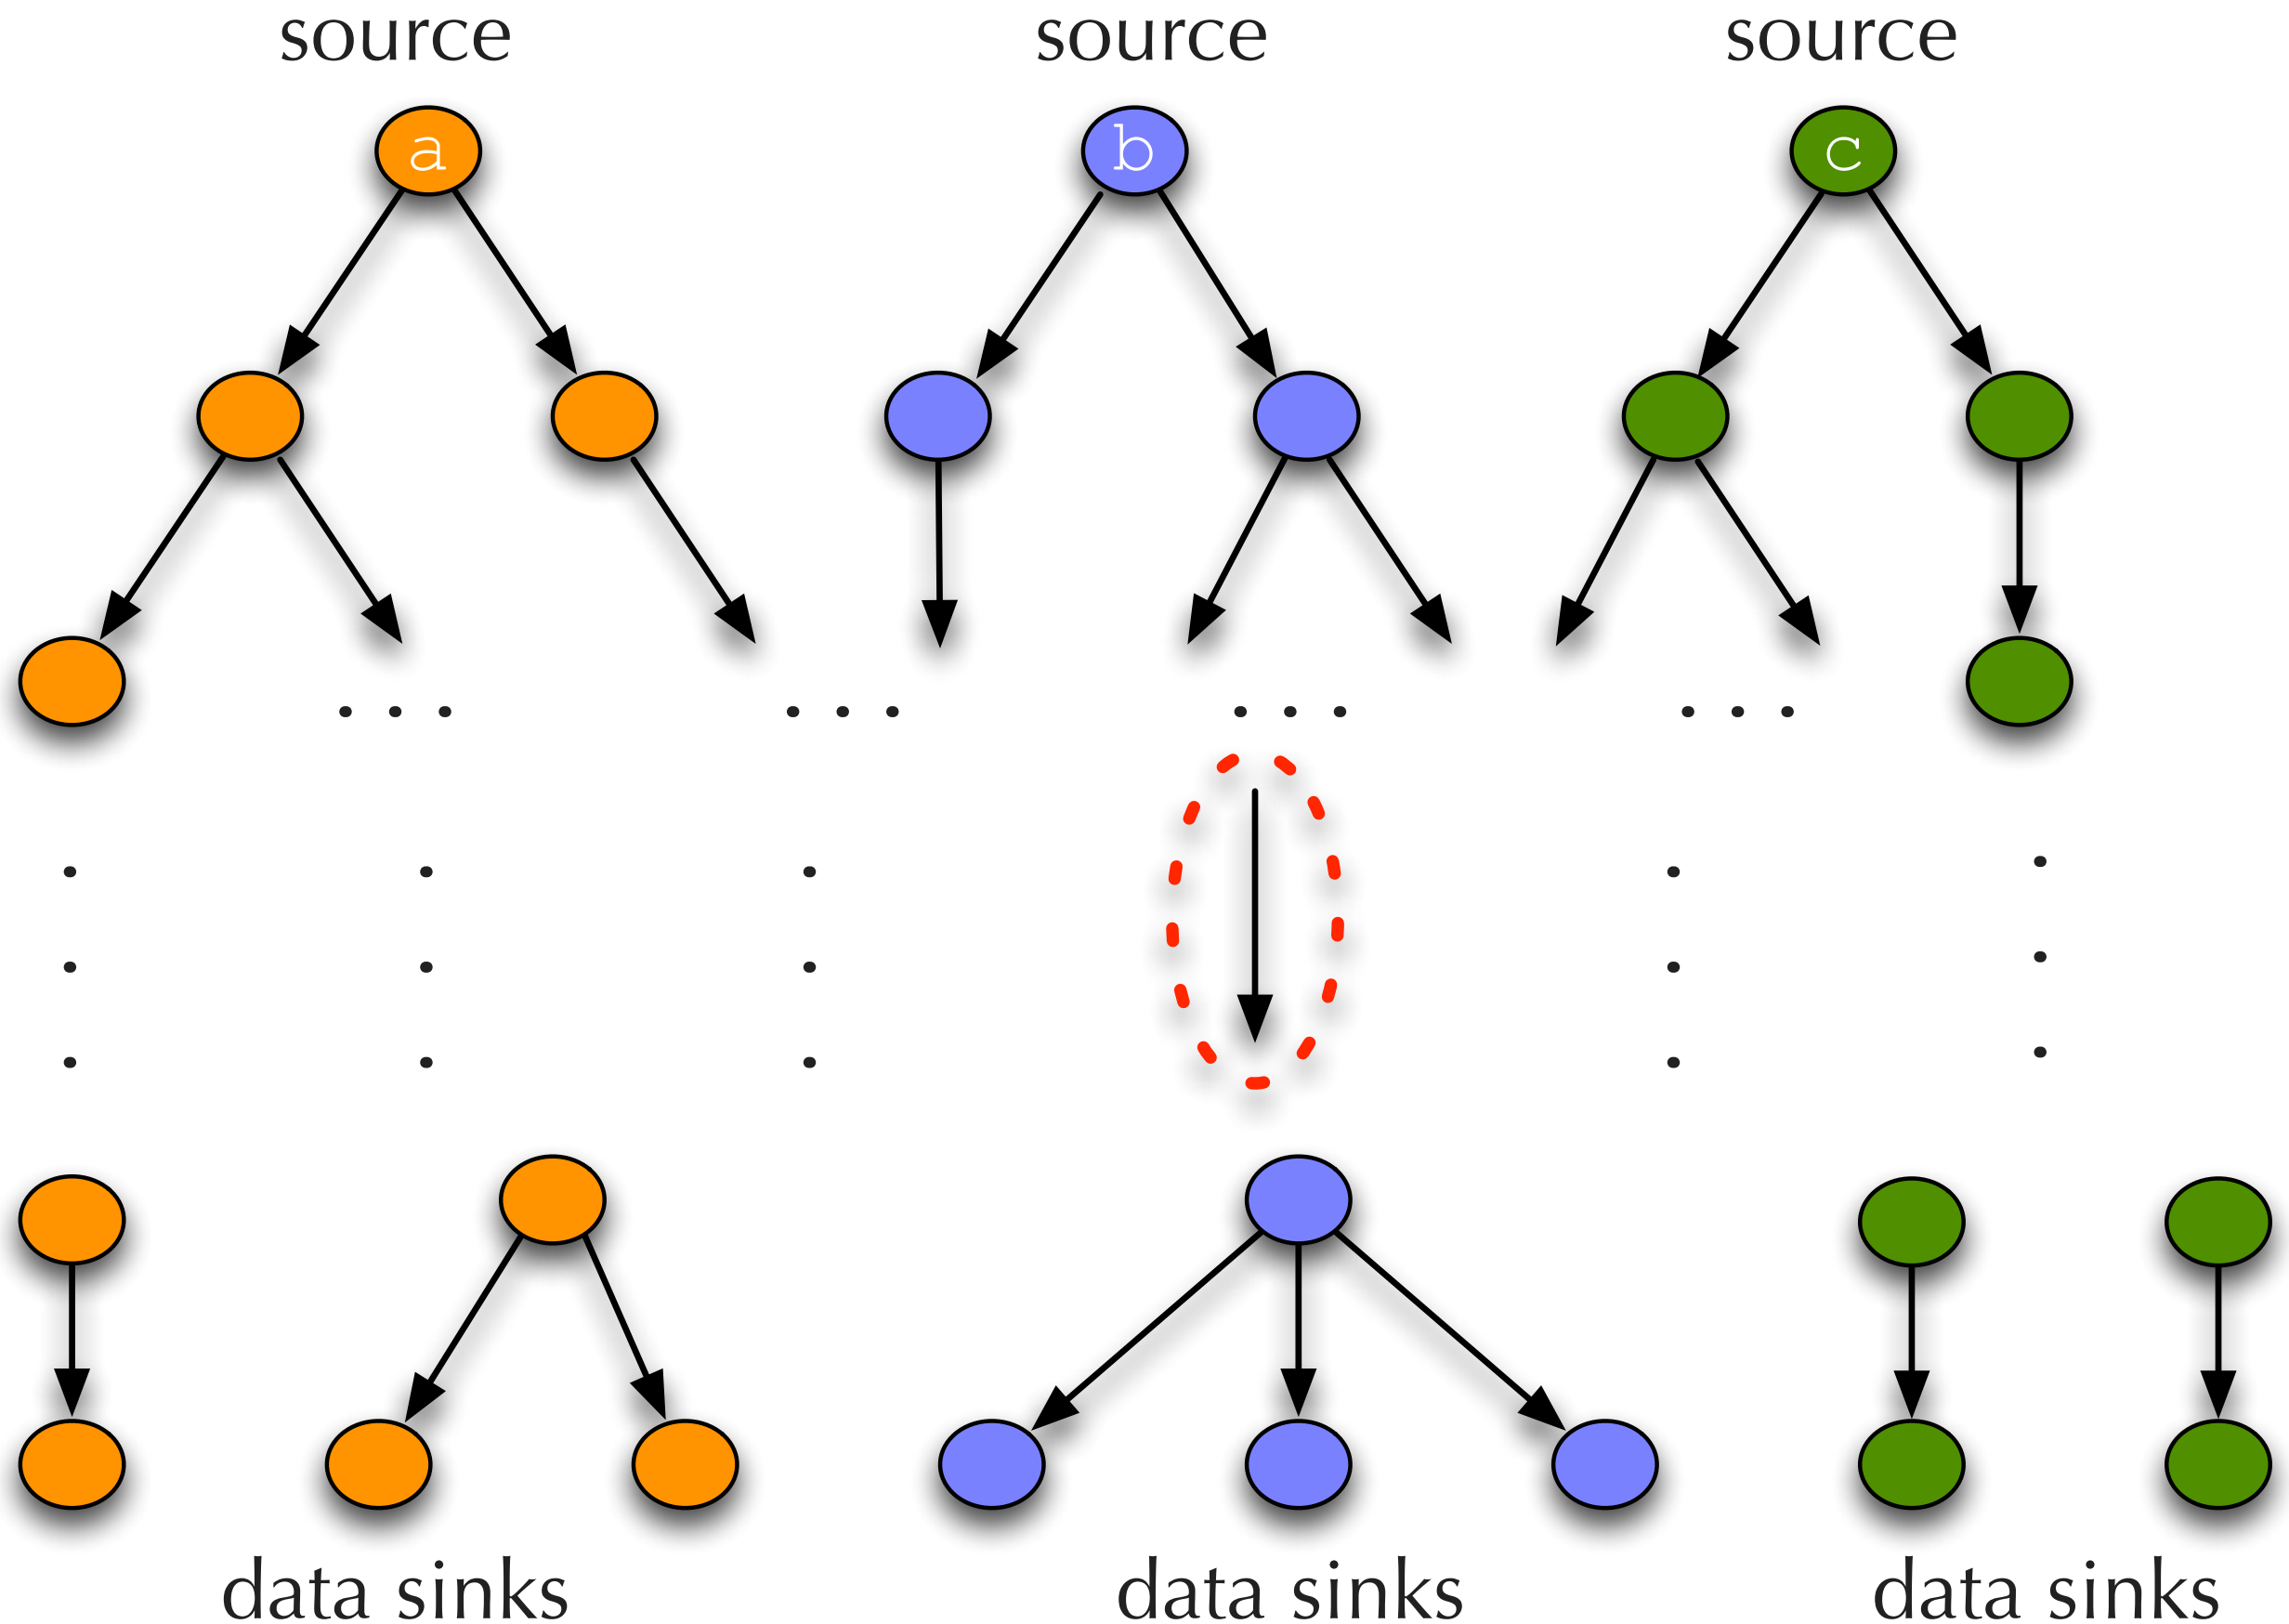 source source source
a b c
. . . . . . . . . . . .
data sinks data sinks data sinks